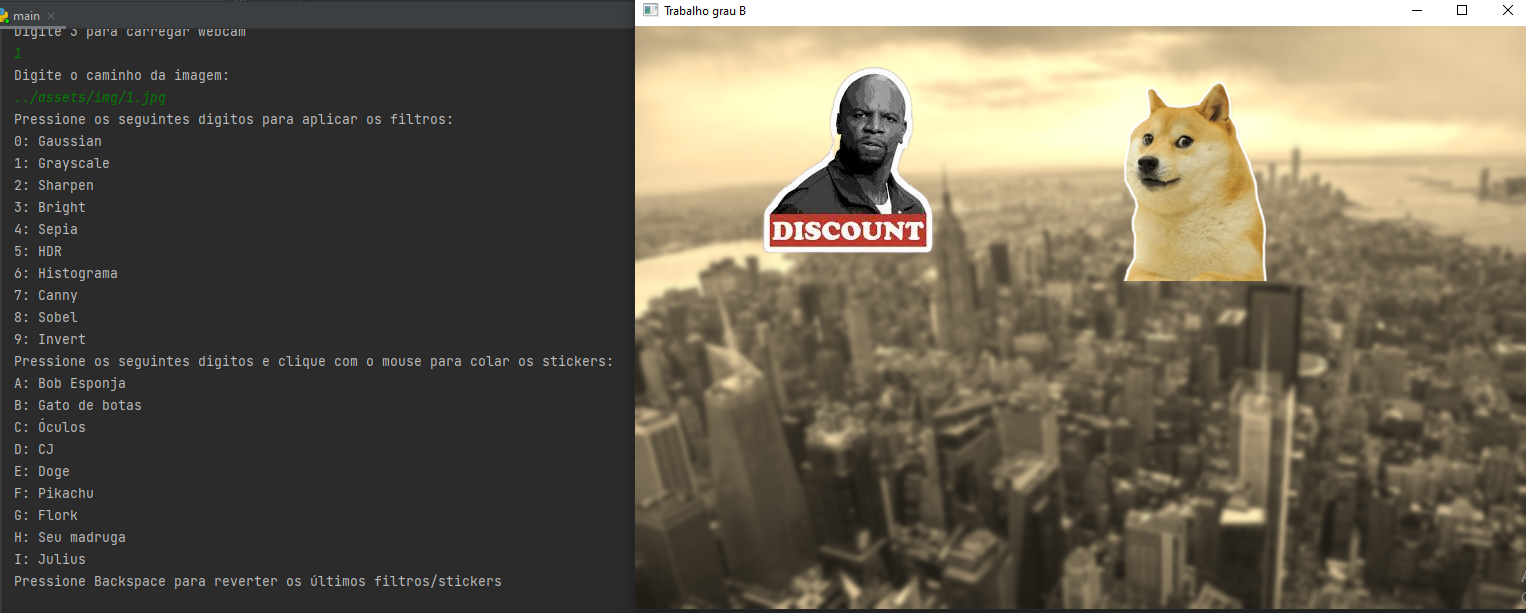 main
Digite 3 para carregar webcam
1
Digite o caminho da imagem:
../assets/img/1.jpg
Pressione os seguintes digitos para aplicar os filtros:
0: Gaussian
1: Grayscale
2: Sharpen
3: Bright
4: Sepia
5: HDR
6: Histograma
7: Canny
8: Sobel
9: Invert
Pressione os seguintes digitos e clique com o mouse para colar os stickers:
A: Bob Esponja
B: Gato de botas
C: Óculos
D: CJ
E: Doge
F: Pikachu
G: Flork
H: Seu madruga
I: Julius
Pressione Backspace para reverter os últimos filtros/stickers
Trabalho grau B
DISCOUNT